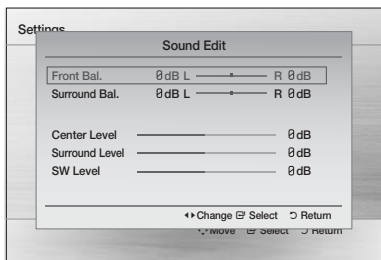 Settings
Sound Edit
Front Bal. 0dB L R 0dB
Surround Bal. 0dB L R 0dB
Center Level 0dB
Surround Level 0dB
SW Level 0dB
Change Select Return
Move Select Return